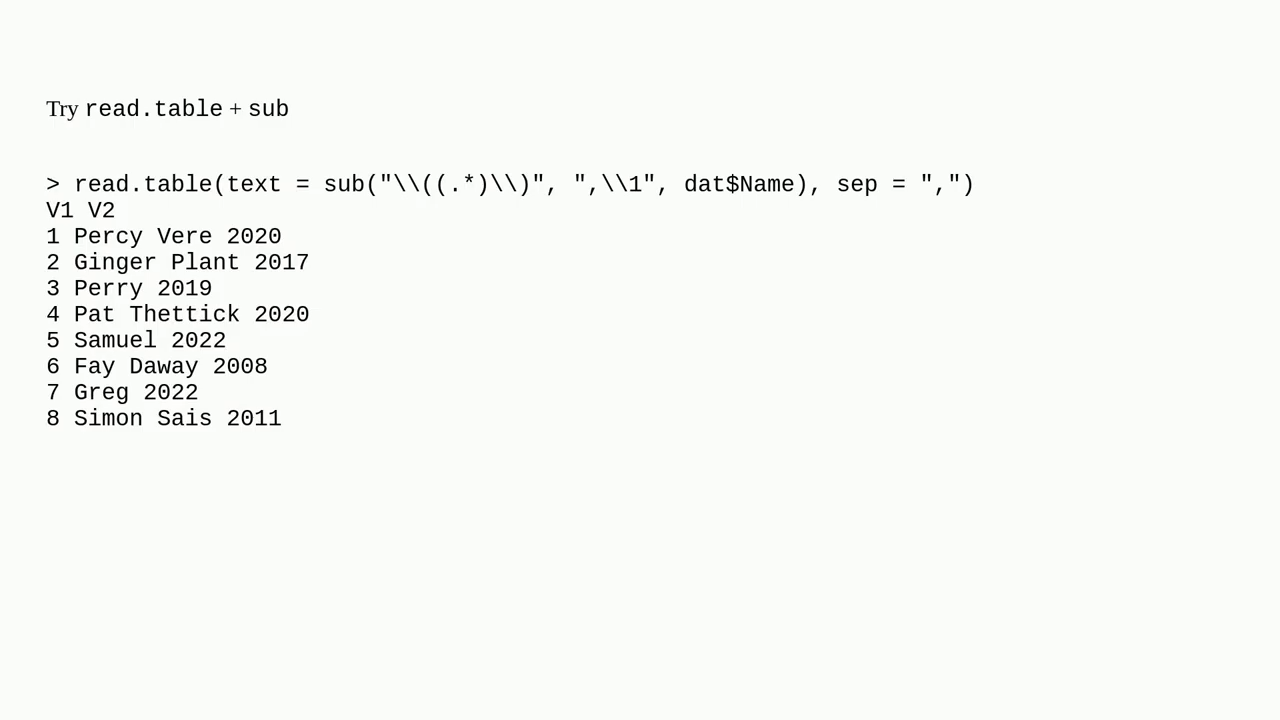 Try read.table + sub
> read.table(text = sub("\\((.*)\\)", ",\\1", dat$Name), sep = ",")
V1 V2
1 Percy Vere 2020
2 Ginger Plant 2017
3 Perry 2019
4 Pat Thettick 2020
5 Samuel 2022
6 Fay Daway 2008
7 Greg 2022
8 Simon Sais 2011